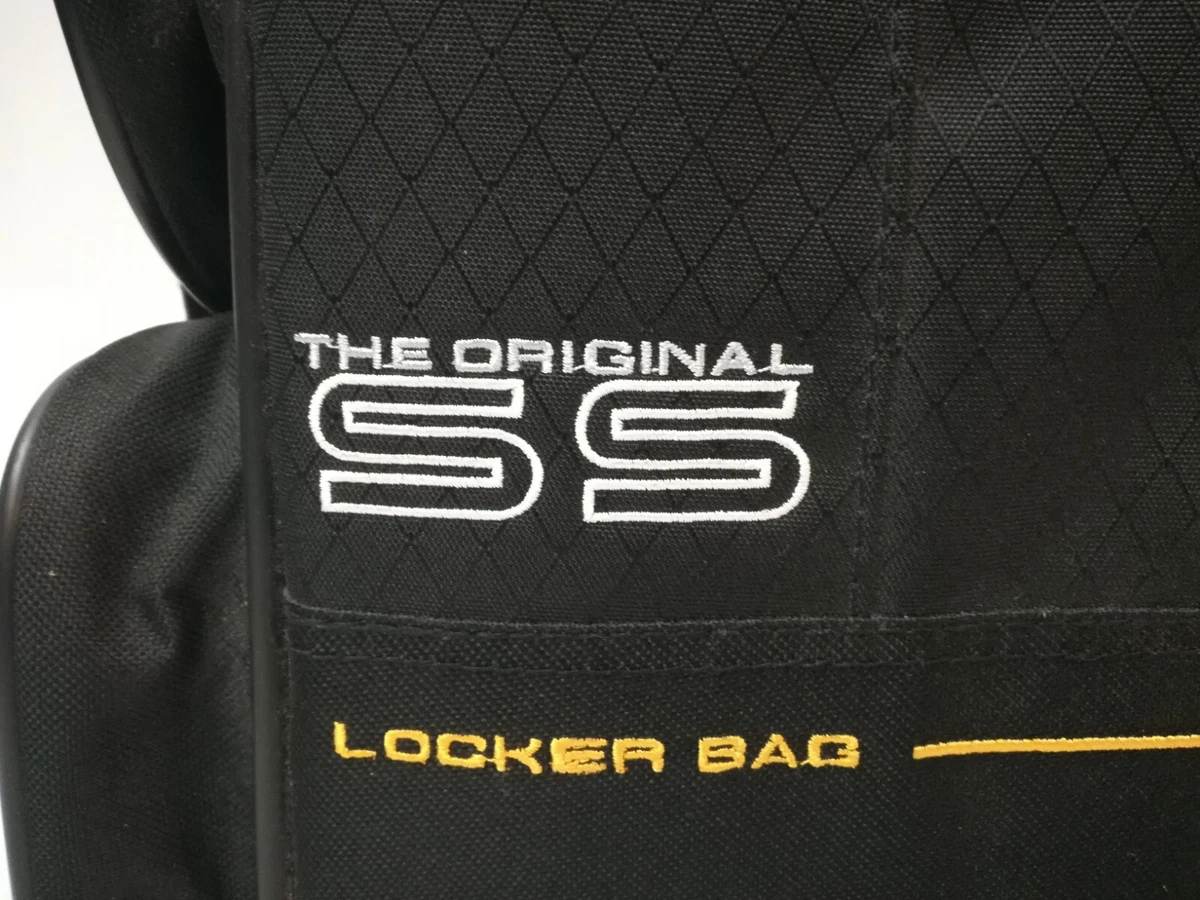 THE ORIGINAL
SS
LOCKER BAG